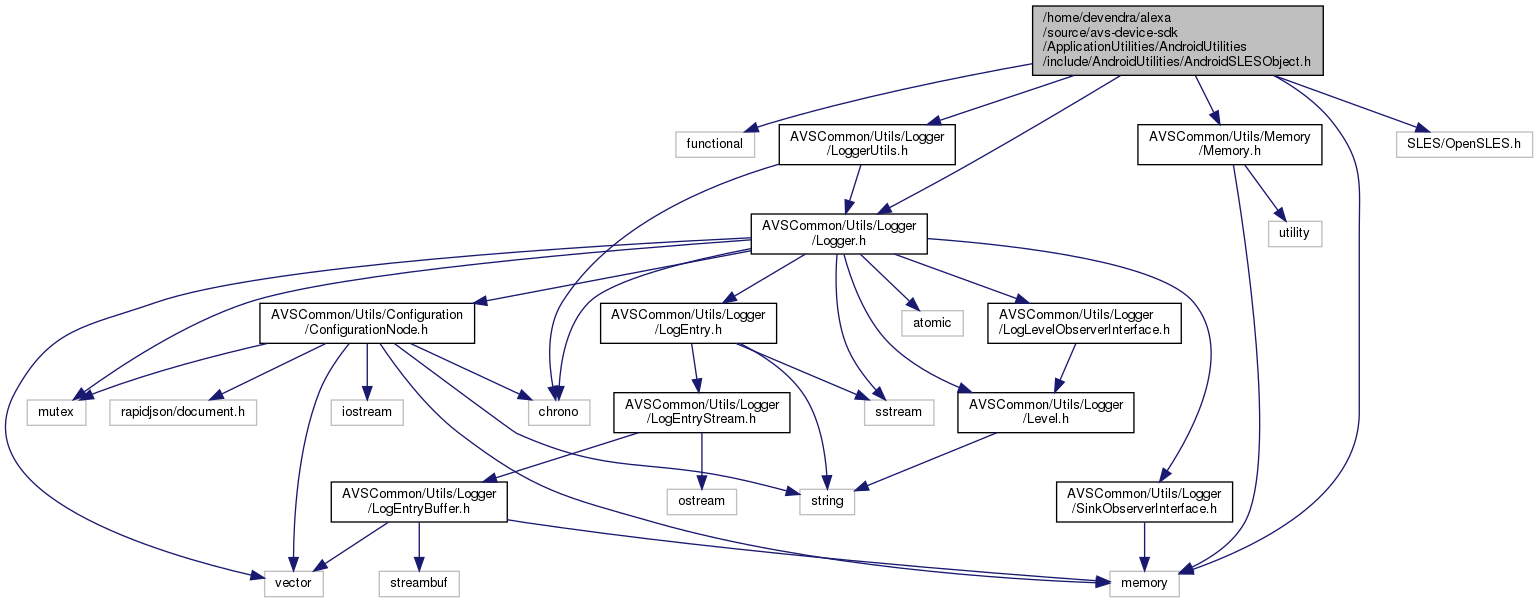 /home/devendra/alexa
/source/avs-device-sdk
/ApplicationUtilities/AndroidUtilities
/include/AndroidUtilities/AndroidSLESObject.h
functional
AVSCommon/Utils/Logger
/LoggerUtils.h
AVSCommon/Utils/Memory
/Memory.h
SLES/OpenSLES.h
AVSCommon/Utils/Logger
/Logger.h
utility
AVSCommon/Utils/Configuration
/ConfigurationNode.h
AVSCommon/Utils/Logger
/LogEntry.h
atomic
AVSCommon/Utils/Logger
/LogLevelObserverInterface.h
mutex
rapidjson/document.h
iostream
chrono
AVSCommon/Utils/Logger
/LogEntryStream.h
sstream
AVSCommon/Utils/Logger
/Level.h
AVSCommon/Utils/Logger
/LogEntryBuffer.h
ostream
string
AVSCommon/Utils/Logger
/SinkObserverInterface.h
vector
streambuf
memory